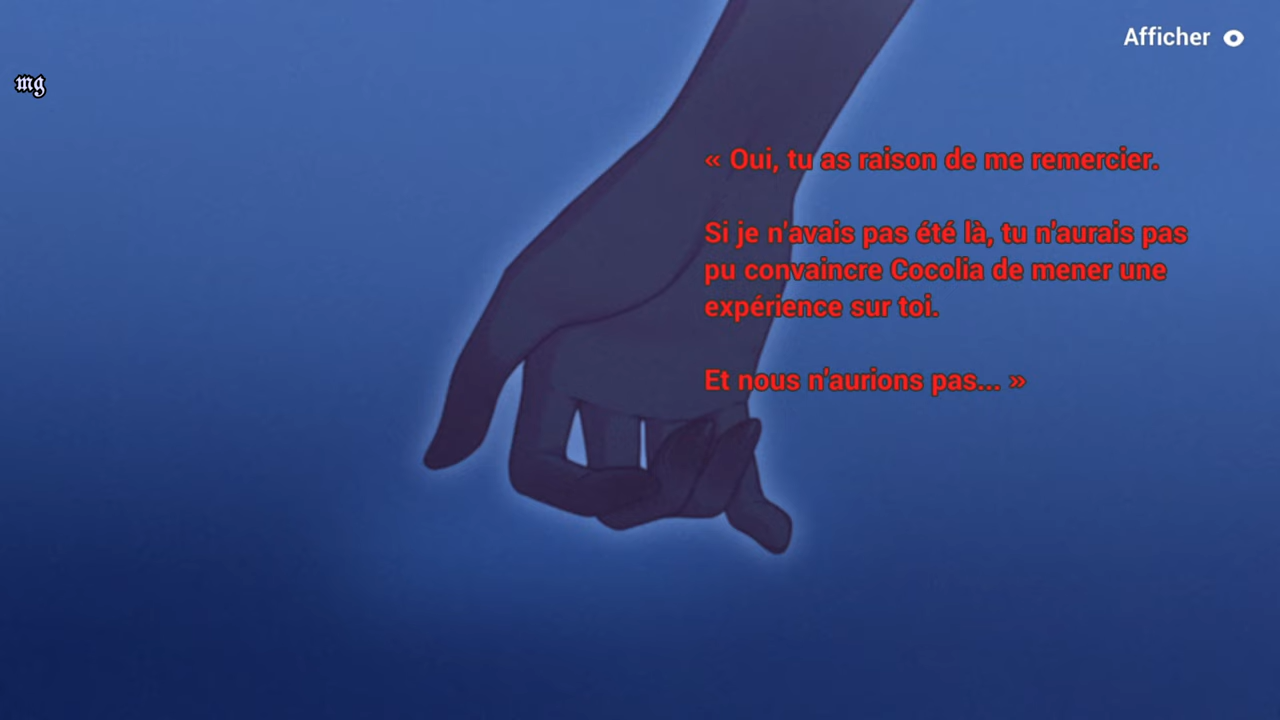 Afficher
mg
« Oui, tu as raison de me remercier.
Si je n'avais pas été là, tu n'aurais pas
pu convaincre Cocolia de mener une
expérience sur toi.
Et nous n'aurions pas... »